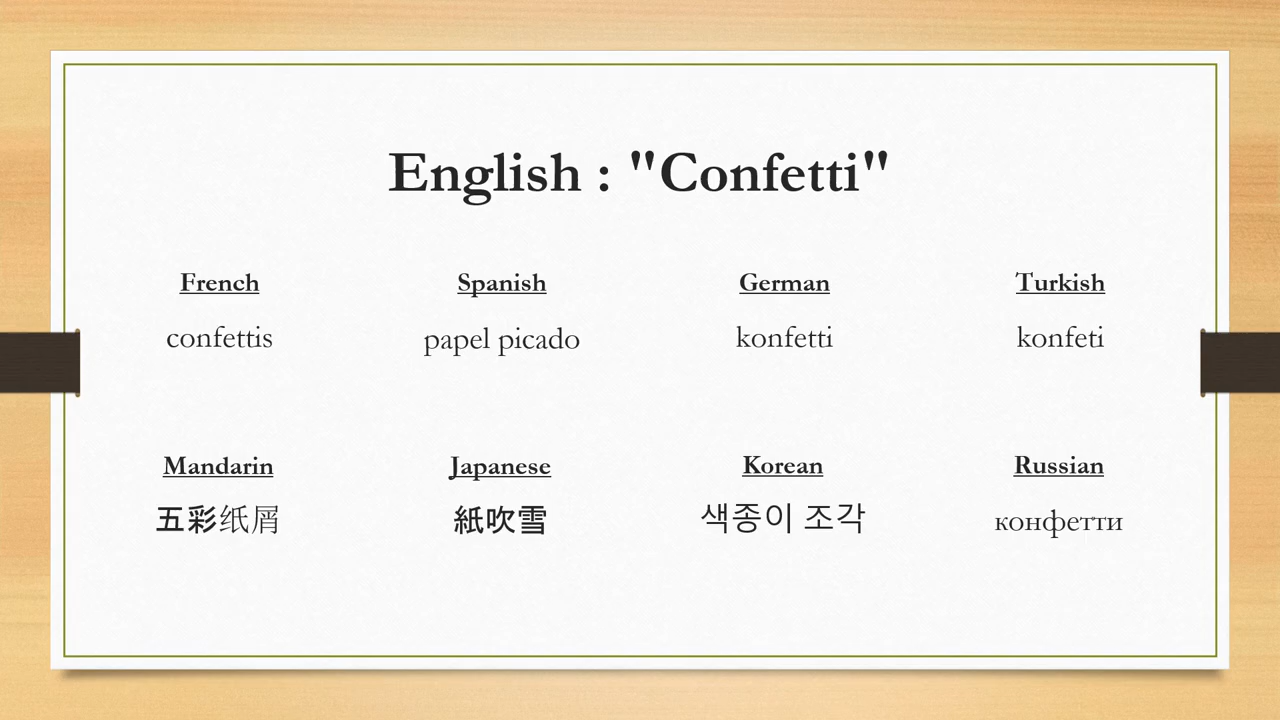 English : "Confetti"
French
confettis
Spanish
papel picado
German
konfetti
Turkish
konfeti
Mandarin
五彩纸屑
Japanese
紙吹雪
Korean
색종이 조각
Russian
конфетти